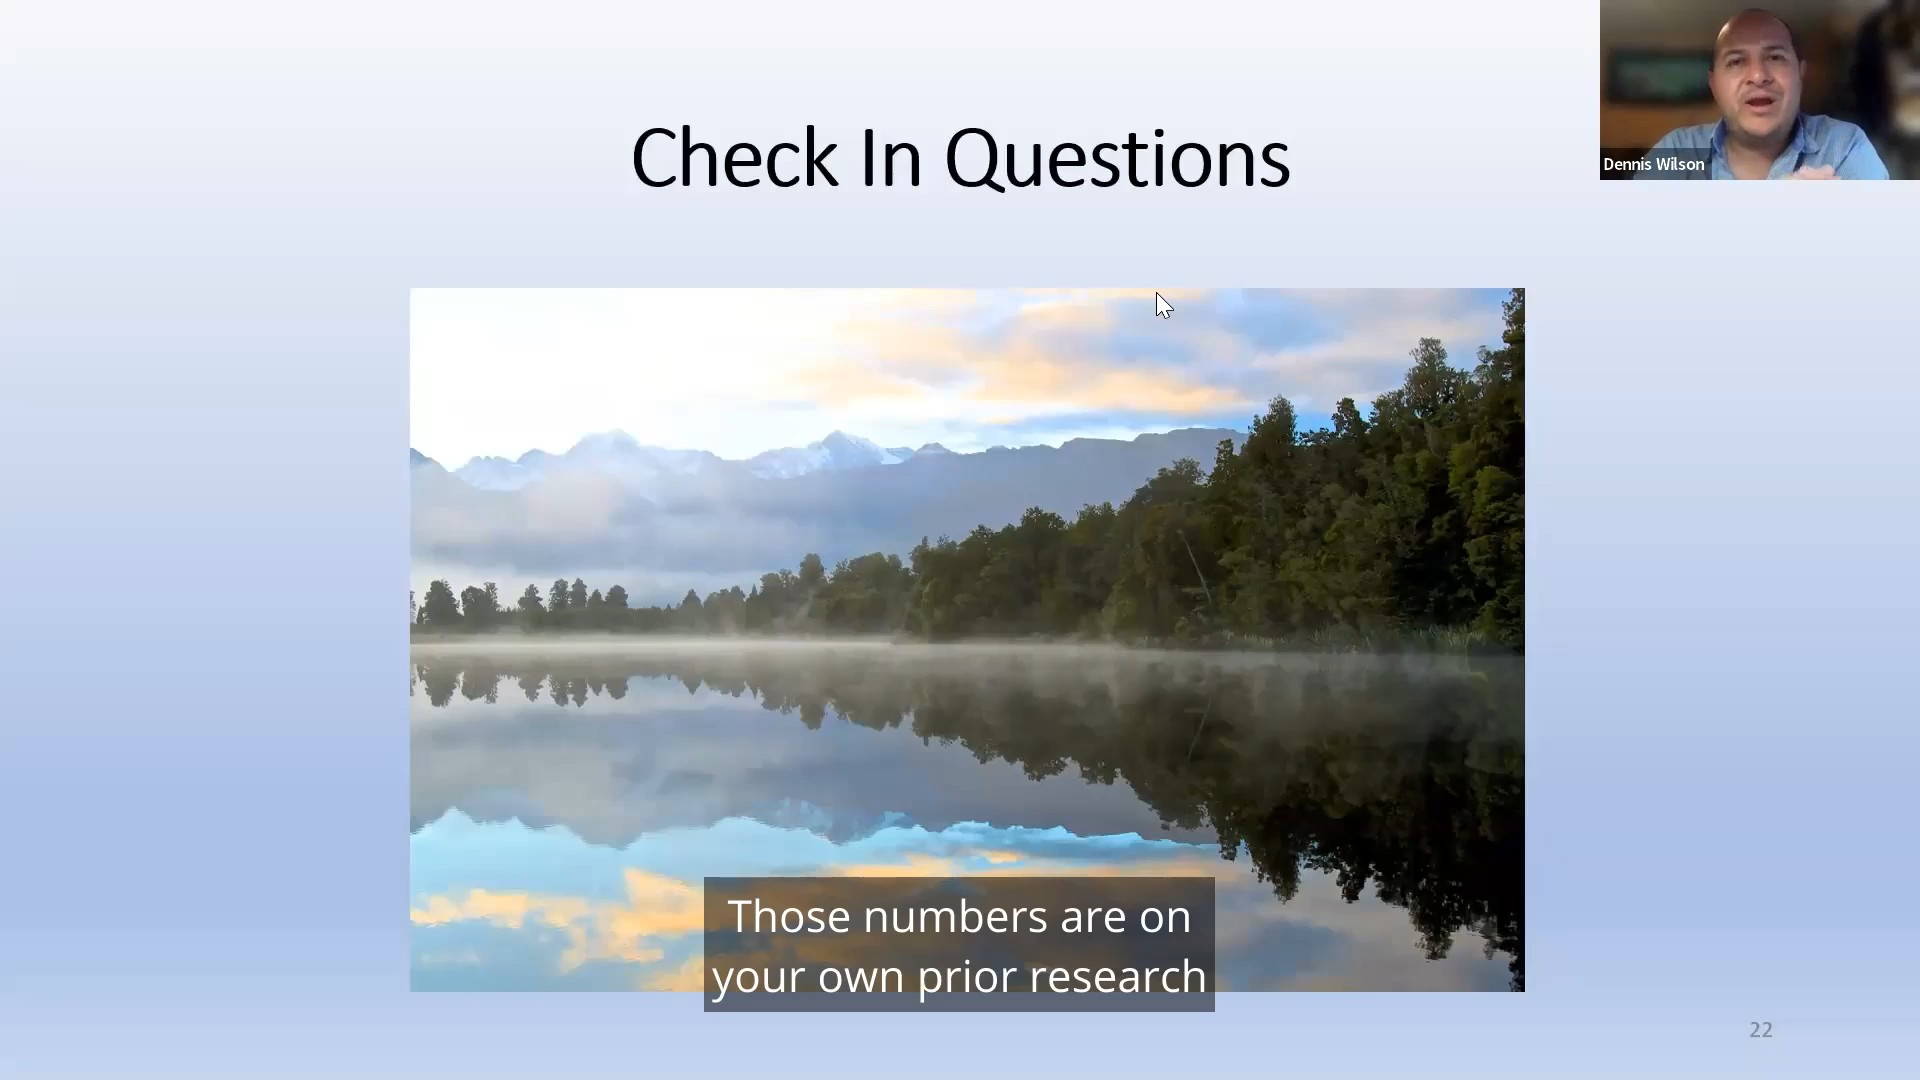 Check In Questions
Dennis Wilson
Those numbers are on
your own prior research
22